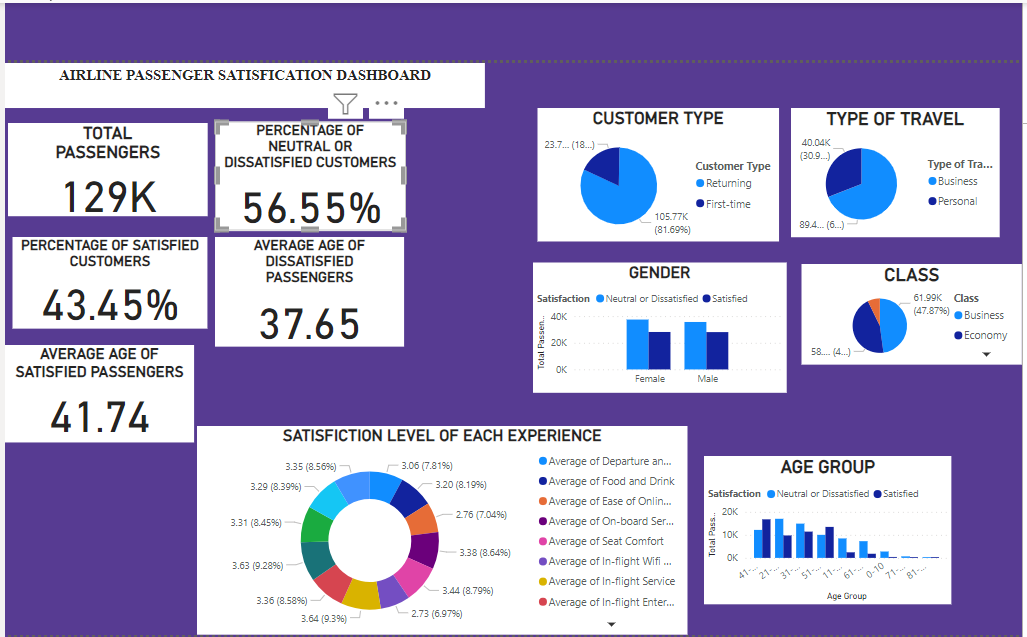 AIRLINE PASSENGER SATISFICATION DASHBOARD
TOTAL
PASSENGERS
129K
PERCENTAGE OF
NEUTRAL OR
DISSATISFIED CUSTOMERS
56.55%
PERCENTAGE OF SATISFIED
CUSTOMERS
43.45%
AVERAGE AGE OF
DISSATISFIED
PASSENGERS
37.65
AVERAGE AGE OF
SATISFIED PASSENGERS
41.74
CUSTOMER TYPE
23.7... (18...)
105.77K
(81.69%)
Customer Type
Returning
First-time
TYPE OF TRAVEL
40.04K
(30.9...)
89.4... (6...)
Type of Tra...
Business
Personal
GENDER
Satisfaction Neutral or Dissatisfied Satisfied
Total Passen...
40K
20K
0K
Female Male
CLASS
61.99K
(47.87%)
58.... (4...)
Class
Business
Economy
SATISFICTION LEVEL OF EACH EXPERIENCE
3.06 (7.81%)
3.20 (8.19%)
2.76 (7.04%)
3.38 (8.64%)
3.44 (8.79%)
2.73 (6.97%)
3.64 (9.3%)
3.36 (8.58%)
3.63 (9.28%)
3.31 (8.45%)
3.29 (8.39%)
3.35 (8.56%)
Average of Departure an...
Average of Food and Drink
Average of Ease of Onlin...
Average of On-board Ser...
Average of Seat Comfort
Average of In-flight Wifi ...
Average of In-flight Service
Average of In-flight Enter...
AGE GROUP
Satisfaction Neutral or Dissatisfied Satisfied
Total Pass...
20K
10K
0K
41-... 21-... 31-... 51-... 11-... 61-... 0-10 71-... 81-...
Age Group